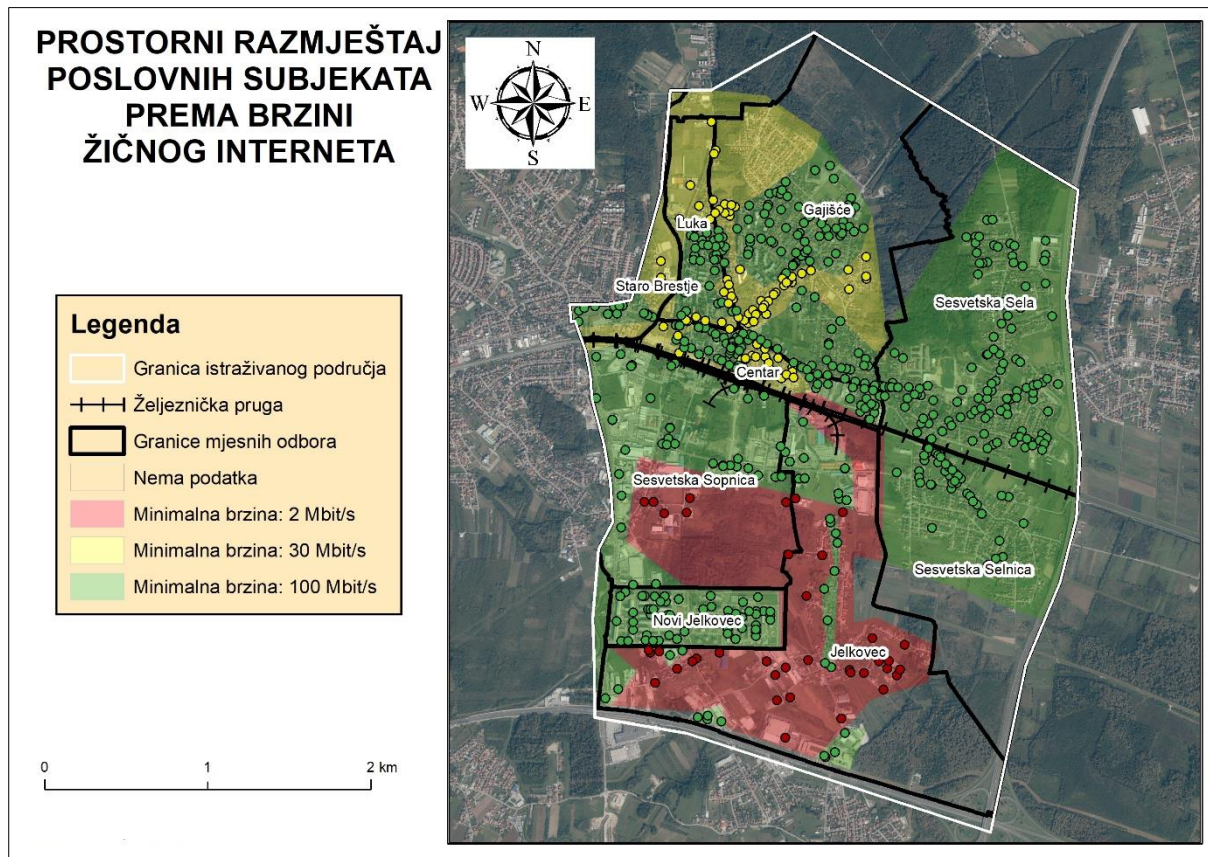 PROSTORNI RAZMJEŠTAJ
POSLOVNIH SUBJEKATA
PREMA BRZINI
ŽIČNOG INTERNETA
N
W
E
S
Gajišće
Luka
Staro Brestje
Sesvetska Sela
Centar
Sesvetska Sopnica
Sesvetska Selnica
Novi Jelkovec
Jelkovec
Legenda
Granica istraživanog područja
Željeznička pruga
Granice mjesnih odbora
Nema podatka
Minimalna brzina: 2 Mbit/s
Minimalna brzina: 30 Mbit/s
Minimalna brzina: 100 Mbit/s
0 1 2 km